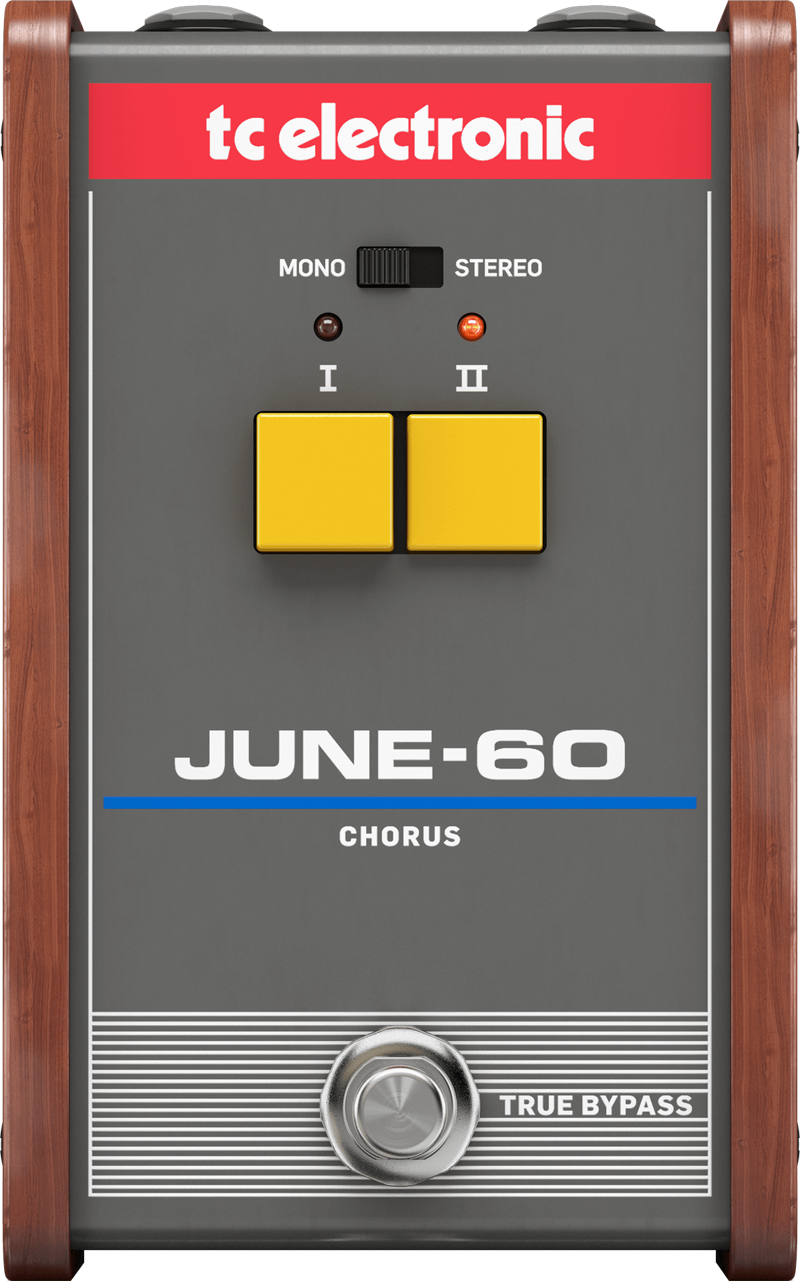 tc electronic
MONO STEREO
I II
JUNE-60
CHORUS
TRUE BYPASS